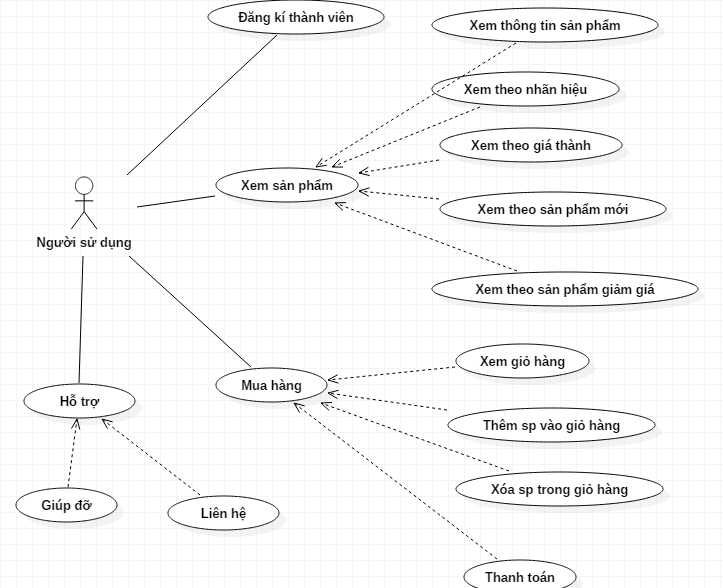 Đăng kí thành viên
Xem thông tin sản phẩm
Xem theo nhãn hiệu
Xem theo giá thành
Xem sản phẩm
Xem theo sản phẩm mới
Người sử dụng
Xem theo sản phẩm giảm giá
Xem giỏ hàng
Mua hàng
Hỗ trợ
Thêm sp vào giỏ hàng
Xóa sp trong giỏ hàng
Giúp đỡ
Liên hệ
Thanh toán